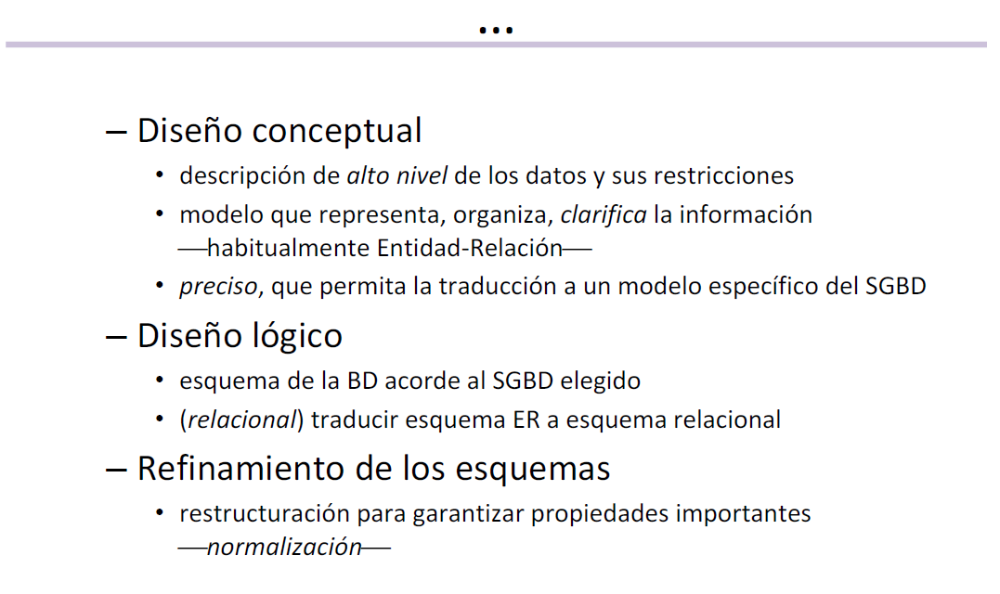 ...
– Diseño conceptual
• descripción de alto nivel de los datos y sus restricciones
• modelo que representa, organiza, clarifica la información
—habitualmente Entidad-Relación—
• preciso, que permita la traducción a un modelo específico del SGBD
– Diseño lógico
• esquema de la BD acorde al SGBD elegido
• (relacional) traducir esquema ER a esquema relacional
– Refinamiento de los esquemas
• restructuración para garantizar propiedades importantes
—normalización—